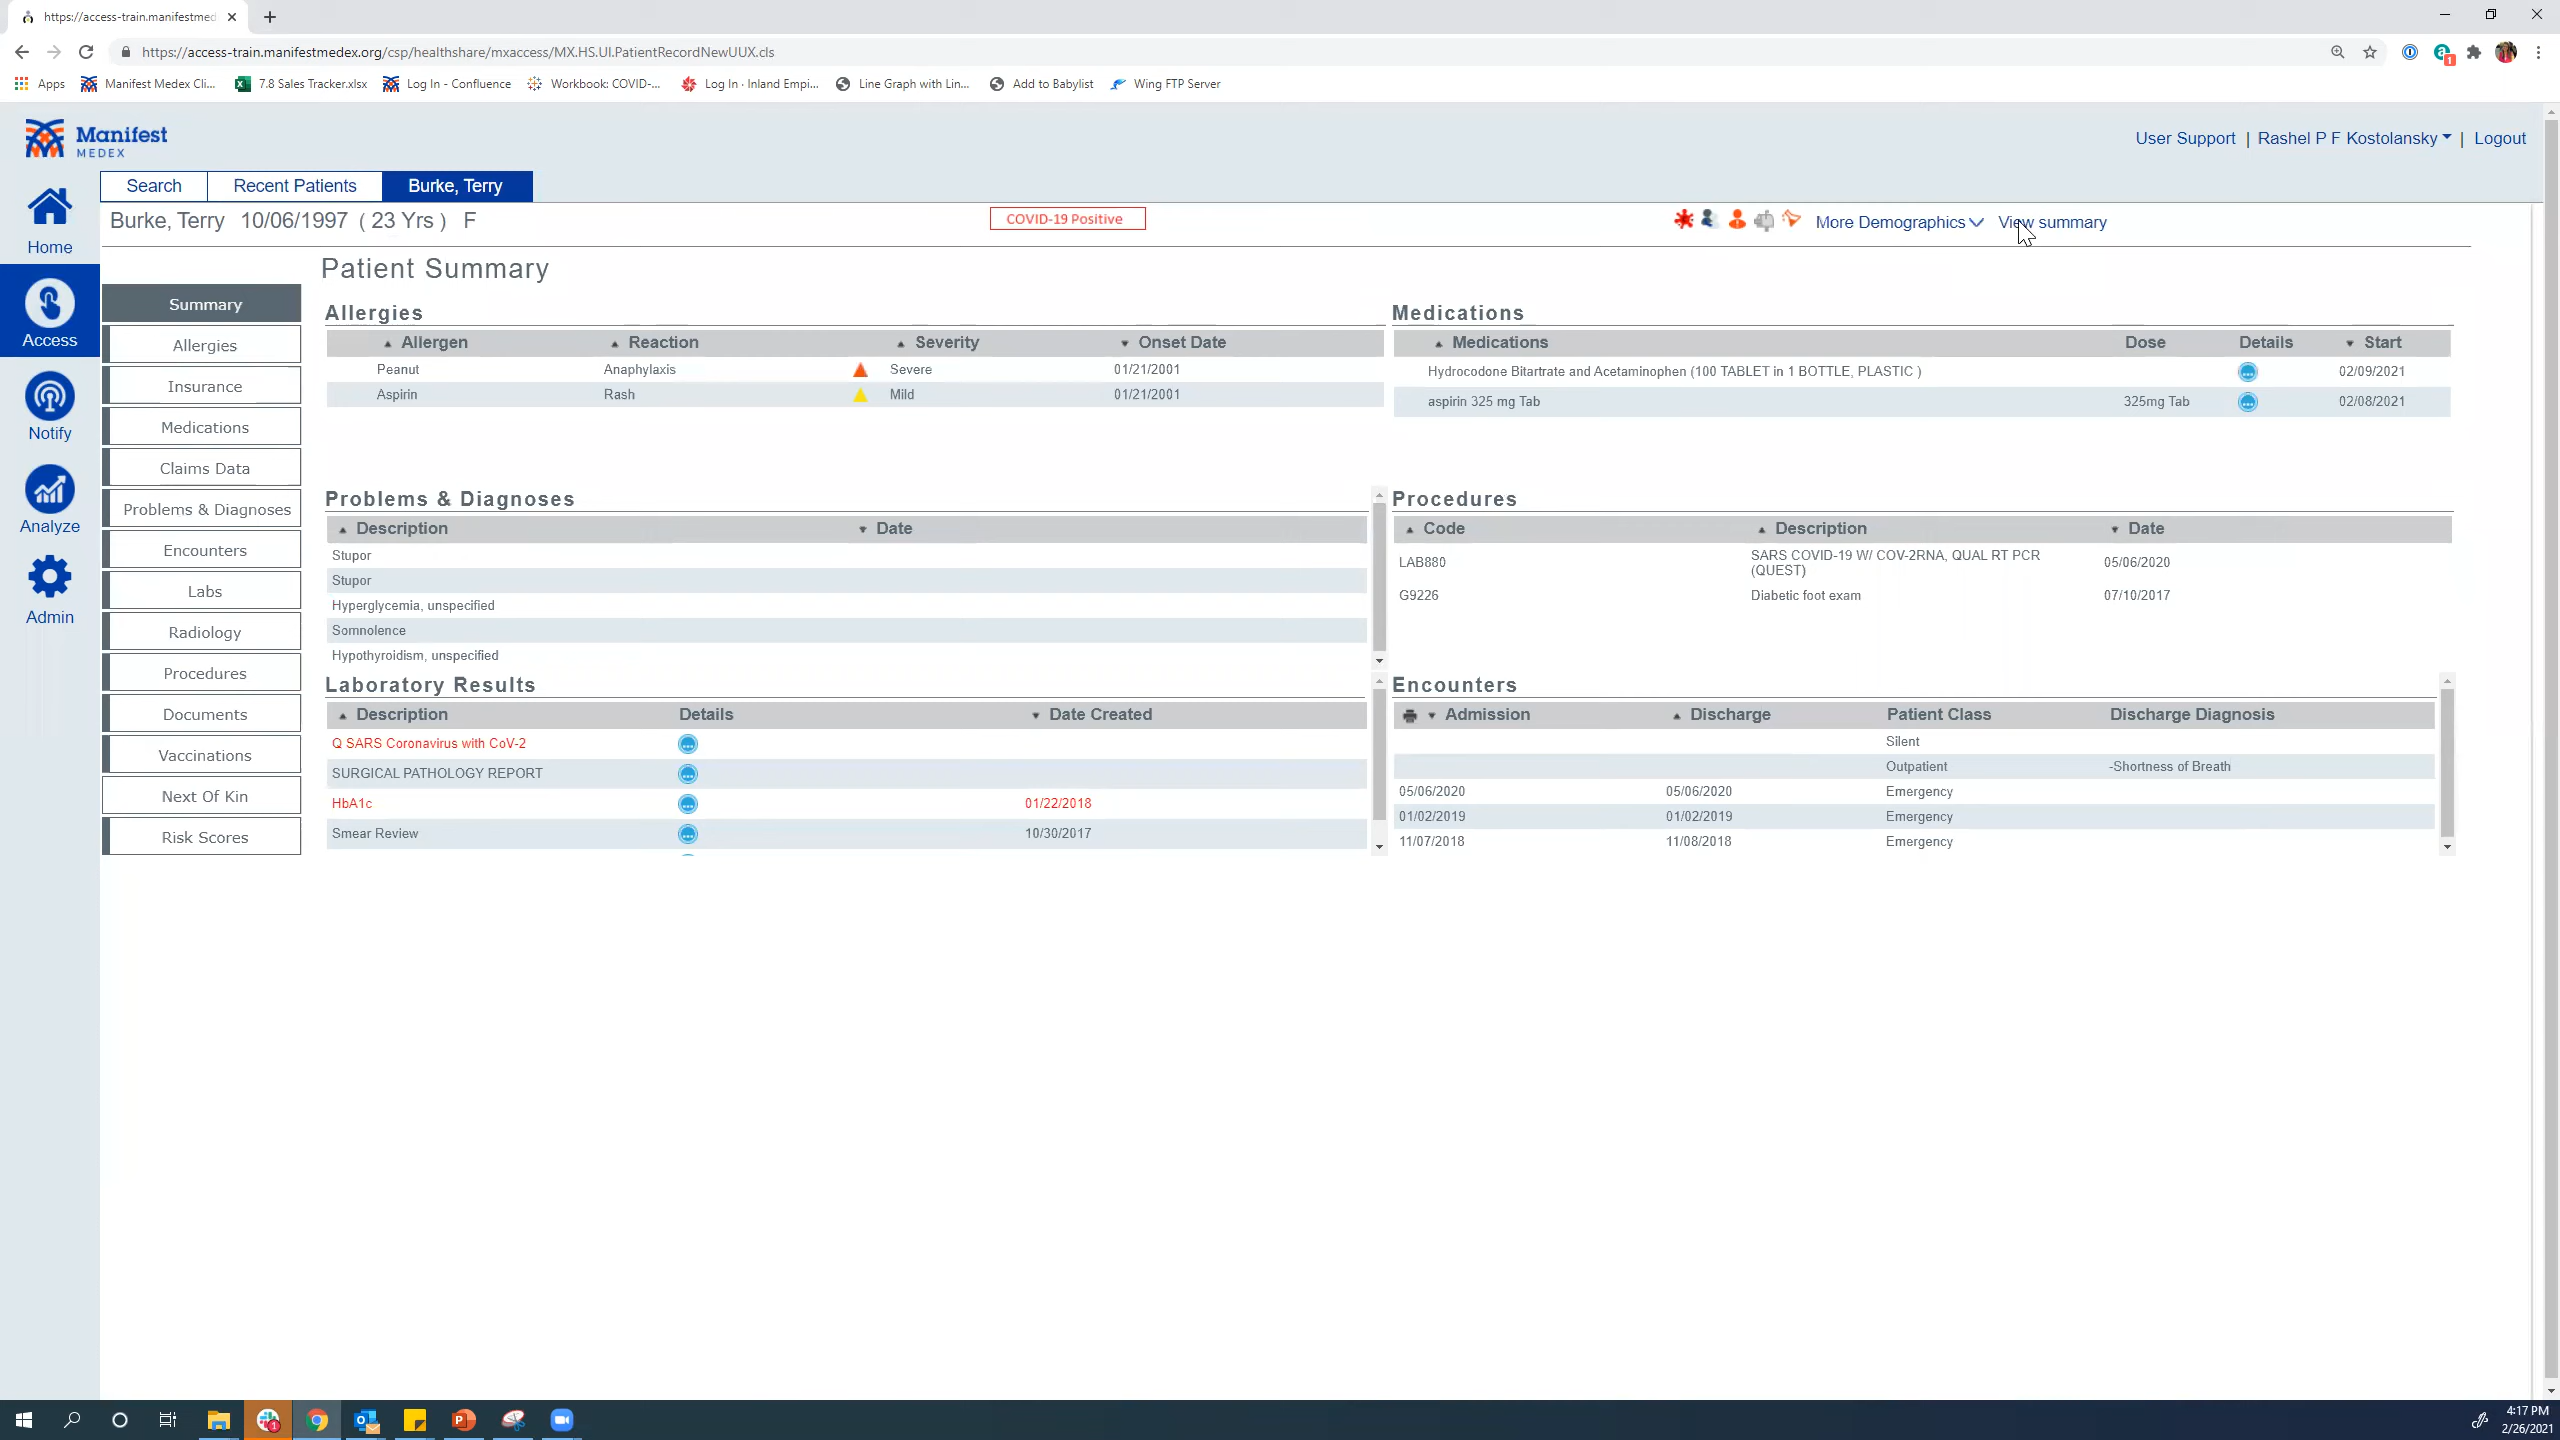 https://access-train.manifestmed
https://access-train.manifestmedex.org/csp/healthshare/mxaccess/MX.HS.UI.PatientRecordNewUUX.cls
Apps Manifest Medex Cli... 7.8 Sales Tracker.xlsx Log In - Confluence Workbook: COVID-... Log In · Inland Empi... Line Graph with Lin... Add to Babylist Wing FTP Server
Manifest
MEDEX
User Support | Rashel P F Kostolansky | Logout
Search Recent Patients Burke, Terry
Burke, Terry 10/06/1997 ( 23 Yrs ) F
COVID-19 Positive
More Demographics View summary
Home
Access
Notify
Analyze
Admin
Summary
Allergies
Insurance
Medications
Claims Data
Problems & Diagnoses
Encounters
Labs
Radiology
Procedures
Documents
Vaccinations
Next Of Kin
Risk Scores
Patient Summary
Allergies
Allergen Reaction Severity Onset Date
Peanut Anaphylaxis Severe 01/21/2001
Aspirin Rash Mild 01/21/2001
Medications
Medications Dose Details Start
Hydrocodone Bitartrate and Acetaminophen (100 TABLET in 1 BOTTLE, PLASTIC ) 02/09/2021
aspirin 325 mg Tab 325mg Tab 02/08/2021
Problems & Diagnoses
Description Date
Stupor
Stupor
Hyperglycemia, unspecified
Somnolence
Hypothyroidism, unspecified
Procedures
Code Description Date
LAB880 SARS COVID-19 W/ COV-2RNA, QUAL RT PCR 05/06/2020
(QUEST)
G9226 Diabetic foot exam 07/10/2017
Laboratory Results
Description Details Date Created
Q SARS Coronavirus with CoV-2
SURGICAL PATHOLOGY REPORT
HbA1c 01/22/2018
Smear Review 10/30/2017
Encounters
Admission Discharge Patient Class Discharge Diagnosis
Silent
Outpatient -Shortness of Breath
05/06/2020 05/06/2020 Emergency
01/02/2019 01/02/2019 Emergency
11/07/2018 11/08/2018 Emergency
4:17 PM
2/26/2021